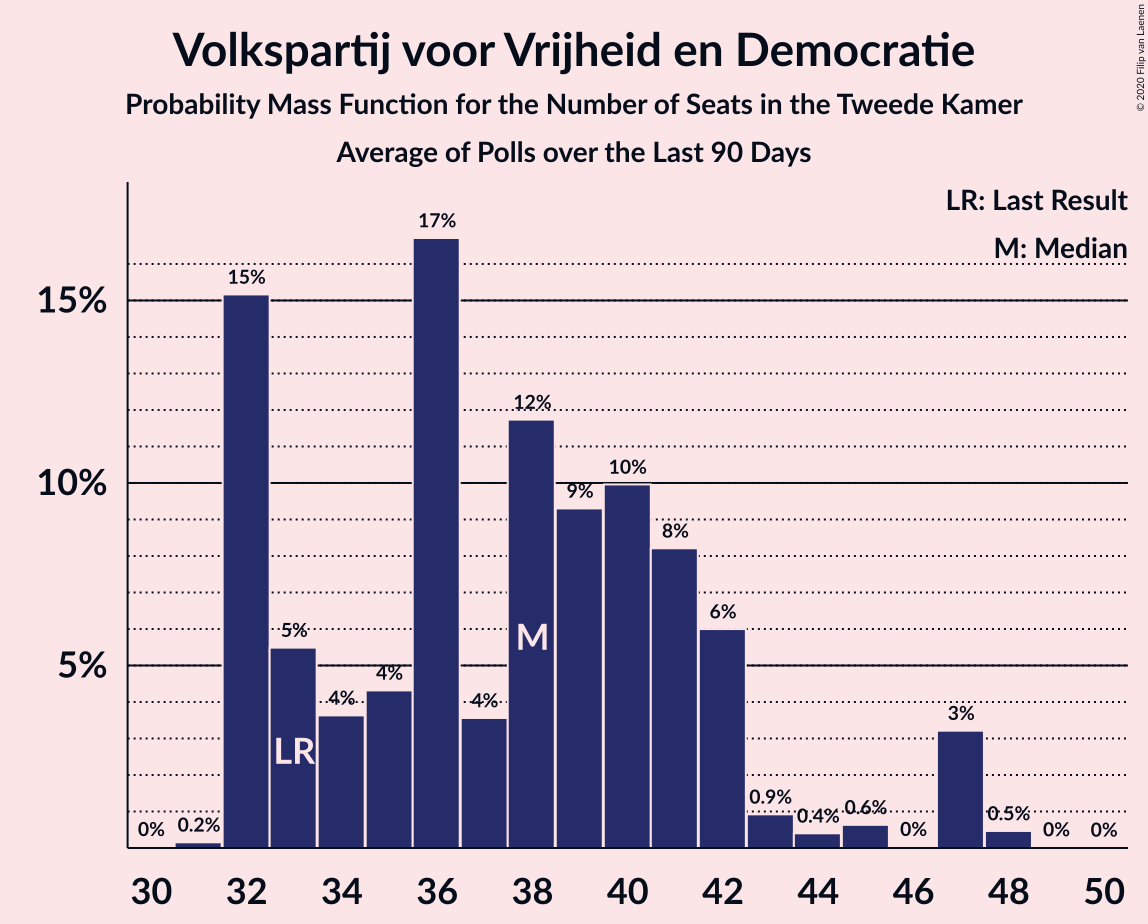 Volkspartij voor Vrijheid en Democratie
Probability Mass Function for the Number of Seats in the Tweede Kamer
Average of Polls over the Last 90 Days
© 2020 Filip van Laenen
LR: Last Result
M: Median
15%
10%
5%
0%
0.2%
15%
5%
4%
4%
17%
4%
12%
9%
10%
8%
6%
0.9%
0.4%
0.6%
0%
3%
0.5%
0%
0%
LR
M
30 32 34 36 38 40 42 44 46 48 50